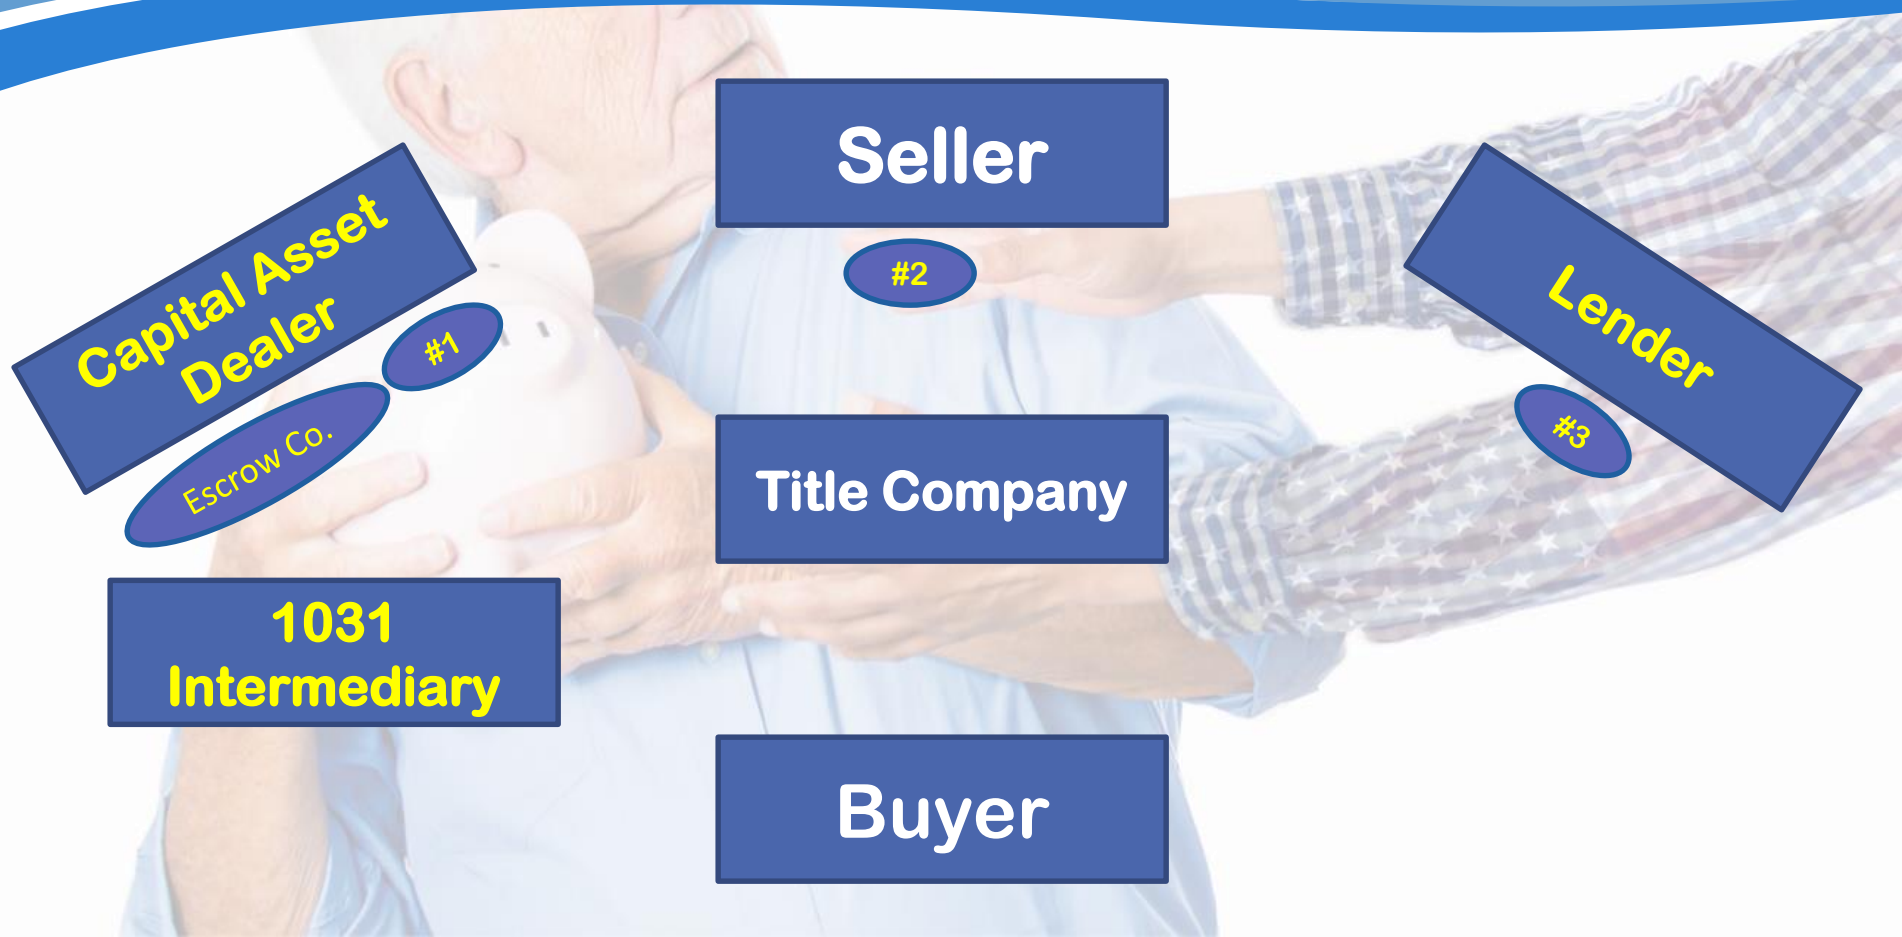 Seller
Capital Asset
Dealer
#1
Escrow Co.
#2
Lender
#3
Title Company
1031
Intermediary
Buyer